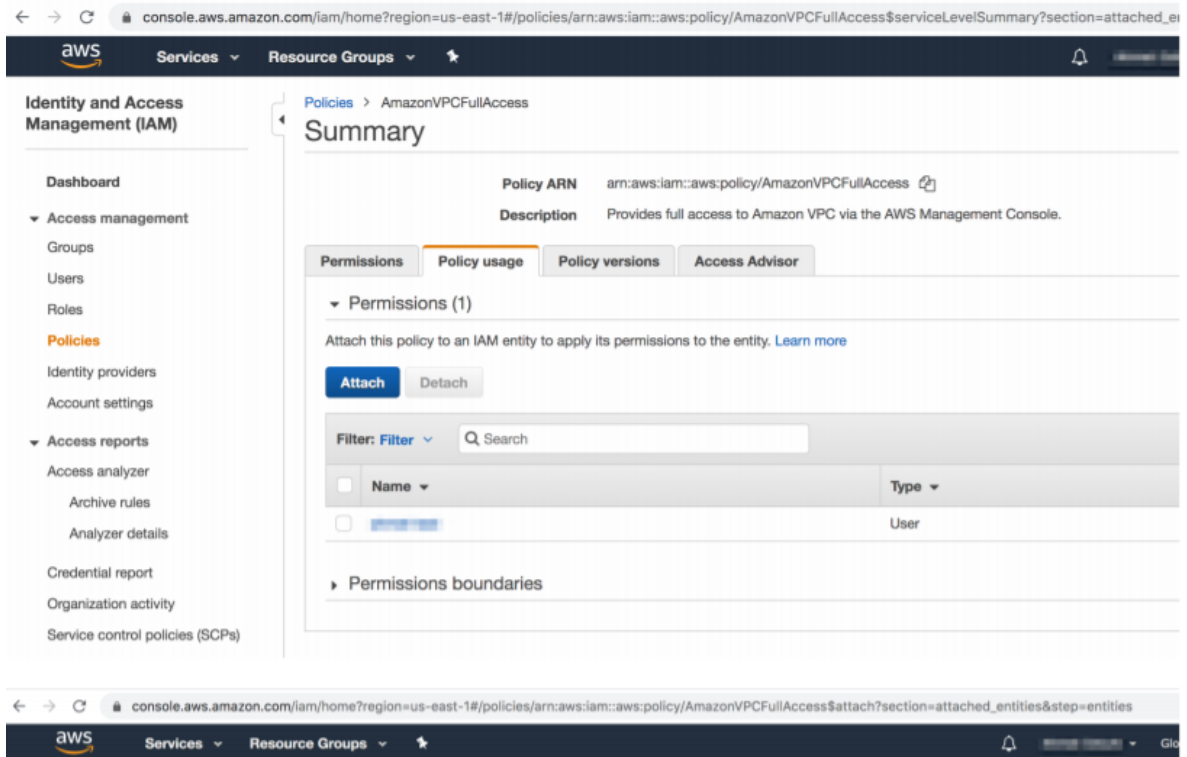 console.aws.amazon.com/iam/home?region=us-east-1#/policies/arn:aws:iam::aws:policy/AmazonVPCFullAccess$serviceLevelSummary?section=attached_e
aws Services Resource Groups
Identity and Access
Management (IAM)
Dashboard
Access management
Groups
Users
Roles
Policies
Identity providers
Account settings
Access reports
Access analyzer
Archive rules
Analyzer details
Credential report
Organization activity
Service control policies (SCPs)
Policies > AmazonVPCFullAccess
Summary
Policy ARN arn:aws:iam::aws:policy/AmazonVPCFullAccess
Description Provides full access to Amazon VPC via the AWS Management Console.
Permissions Policy usage Policy versions Access Advisor
Permissions (1)
Attach this policy to an IAM entity to apply its permissions to the entity. Learn more
Attach Detach
Filter: Filter Search
Name Type
User
Permissions boundaries
console.aws.amazon.com/iam/home?region=us-east-1#/policies/arn:aws:iam::aws:policy/AmazonVPCFullAccess$attach?section=attached_entities&step=entities
aws Services Resource Groups Glo